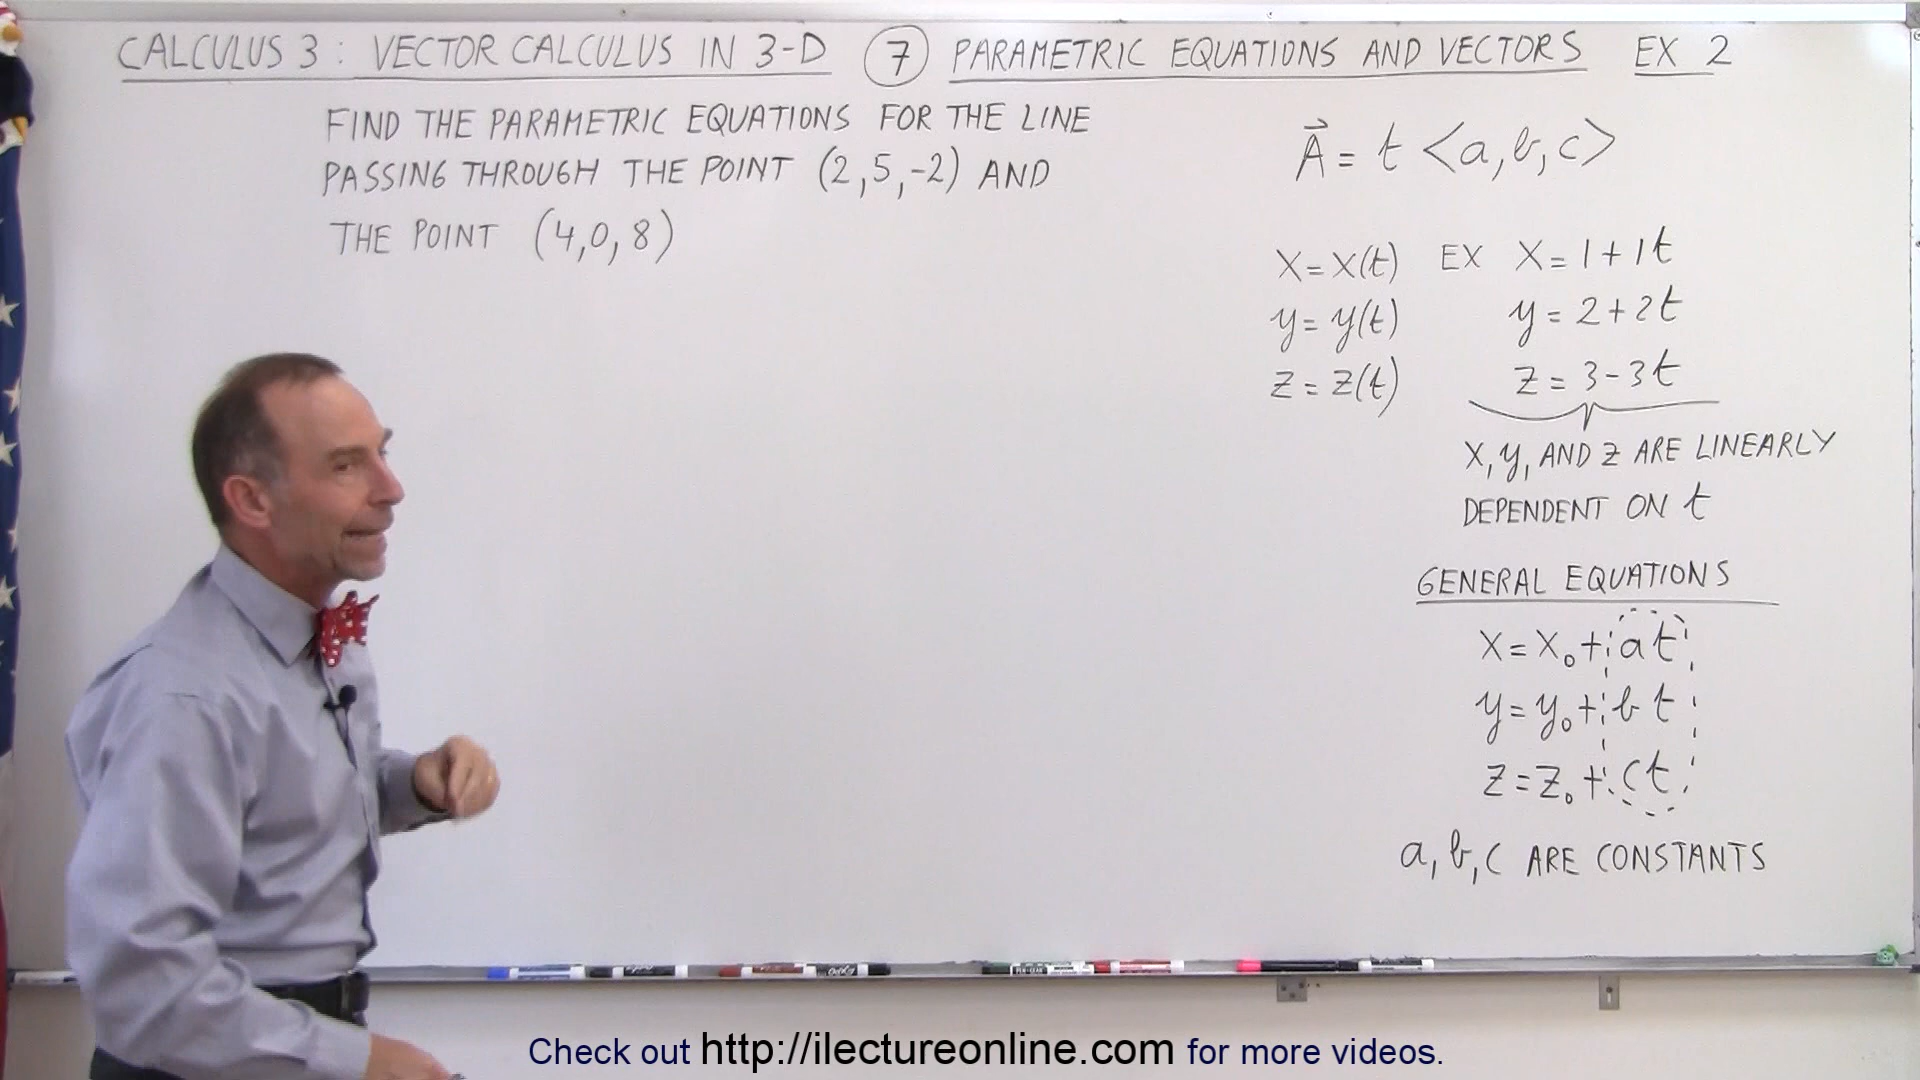 CALCULUS 3 : VECTOR CALCULUS IN 3-D 7 PARAMETRIC EQUATIONS AND VECTORS EX 2
FIND THE PARAMETRIC EQUATIONS FOR THE LINE
PASSING THROUGH THE POINT (2,5,-2) AND
THE POINT (4,0,8)
A⃗ = t <a,b,c>
X = X(t) EX X = 1 + 1t
y = y(t) y = 2 + 2t
Z = Z(t) Z = 3 - 3t
X, y, AND Z ARE LINEARLY
DEPENDENT ON t
GENERAL EQUATIONS
X = X₀ + at
y = y₀ + bt
Z = Z₀ + ct
a, b, c ARE CONSTANTS
Check out http://ilectureonline.com for more videos.